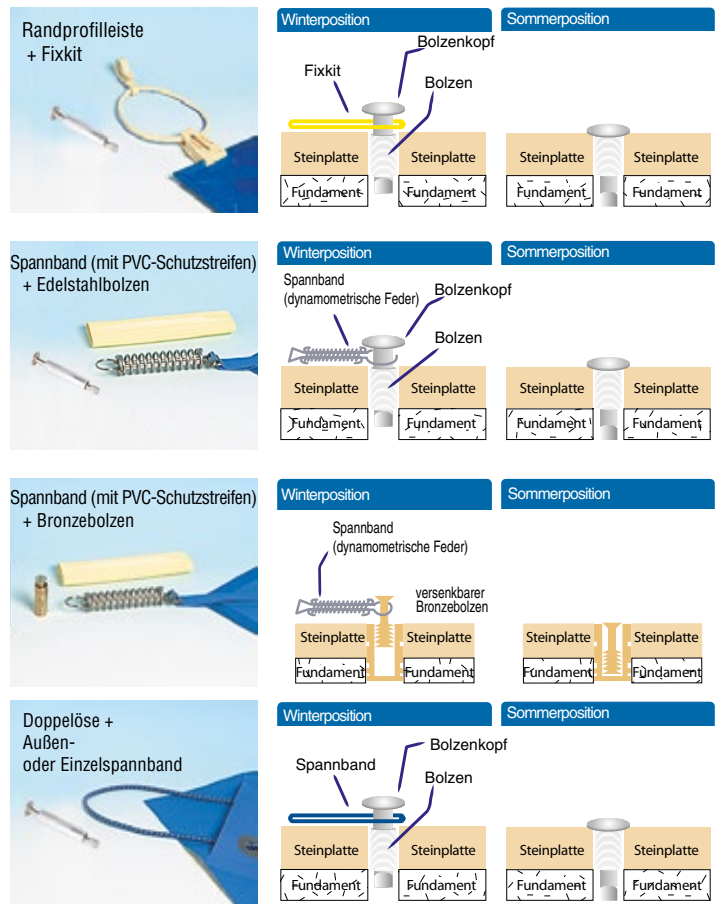 Randprofilleiste
+ Fixkit
Winterposition
Bolzenkopf
Fixkit
Bolzen
Steinplatte
Steinplatte
Fundament
Fundament
Sommerposition
Steinplatte
Steinplatte
Fundament
Fundament
Spannband (mit PVC-Schutzstreifen)
+ Edelstahlbolzen
Winterposition
Spannband
(dynamometrische Feder)
Bolzenkopf
Bolzen
Steinplatte
Steinplatte
Fundament
Fundament
Sommerposition
Steinplatte
Steinplatte
Fundament
Fundament
Spannband (mit PVC-Schutzstreifen)
+ Bronzebolzen
Winterposition
Spannband
(dynamometrische Feder)
versenkbarer
Bronzebolzen
Steinplatte
Steinplatte
Fundament
Fundament
Sommerposition
Steinplatte
Steinplatte
Fundament
Fundament
Doppelöse +
Außen-
oder Einzelspannband
Winterposition
Bolzenkopf
Spannband
Bolzen
Steinplatte
Steinplatte
Fundament
Fundament
Sommerposition
Steinplatte
Steinplatte
Fundament
Fundament